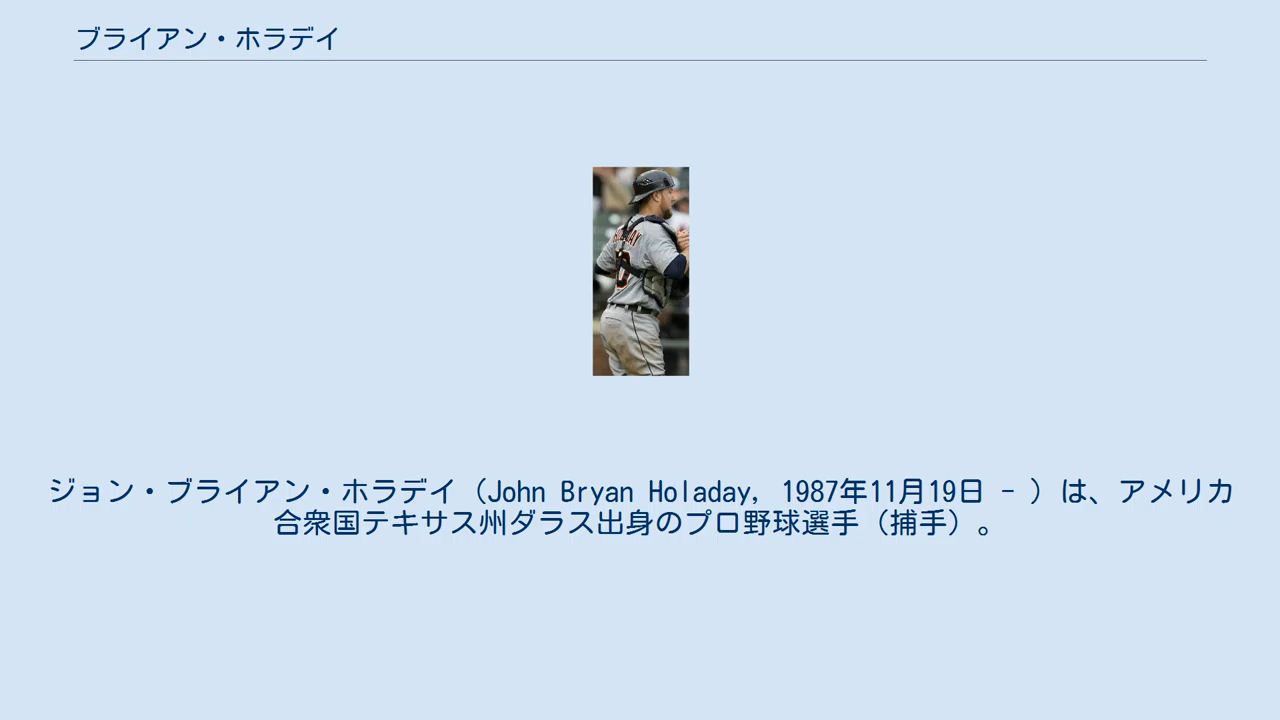 ブライアン・ホラデイ
ジョン・ブライアン・ホラデイ（John Bryan Holaday, 1987年11月19日 - ）は、アメリカ
合衆国テキサス州ダラス出身のプロ野球選手（捕手）。